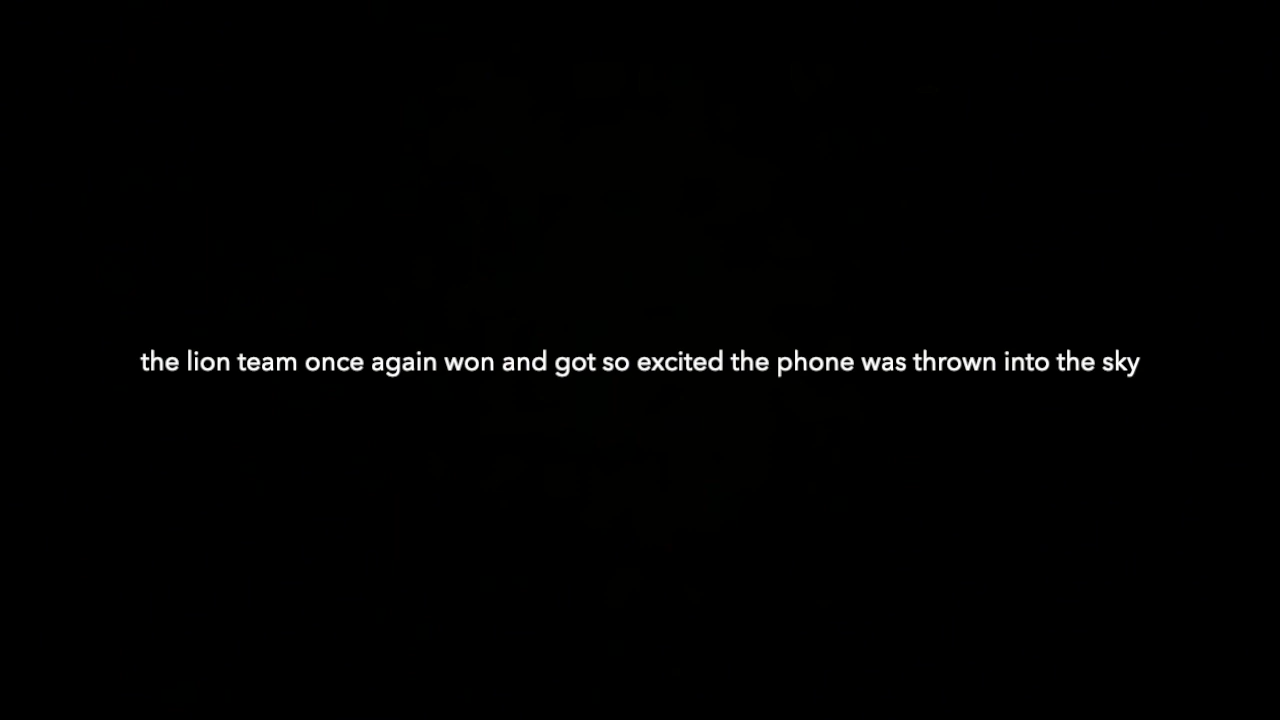 the lion team once again won and got so excited the phone was thrown into the sky